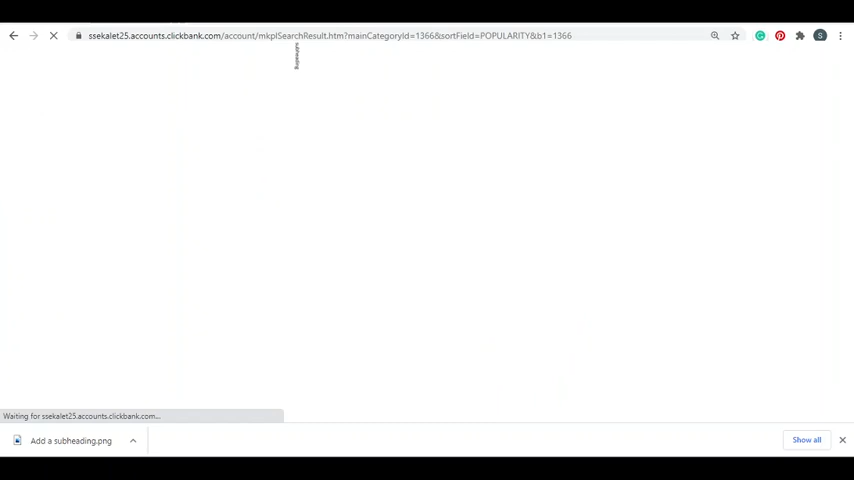 ssekalet25.accounts.clickbank.com/account/mkplSearchResult.htm?mainCategoryId=1366&sortField=POPULARITY&b1=1366
S
subheading
Waiting for ssekalet25.accounts.clickbank.com...
Add a subheading.png
Show all